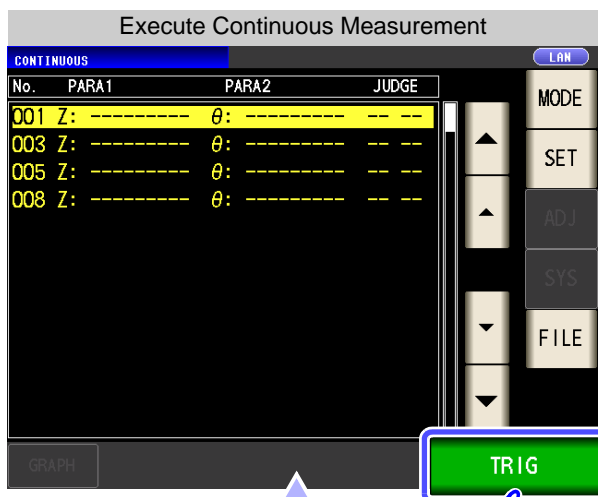 Execute Continuous Measurement
CONTINUOUS LAN
No. PARA1 PARA2 JUDGE
001 Z: --------- θ: --------- -- --
003 Z: --------- θ: --------- -- --
005 Z: --------- θ: --------- -- --
008 Z: --------- θ: --------- -- --
MODE
SET
ADJ
SYS
FILE
GRAPH
TRIG